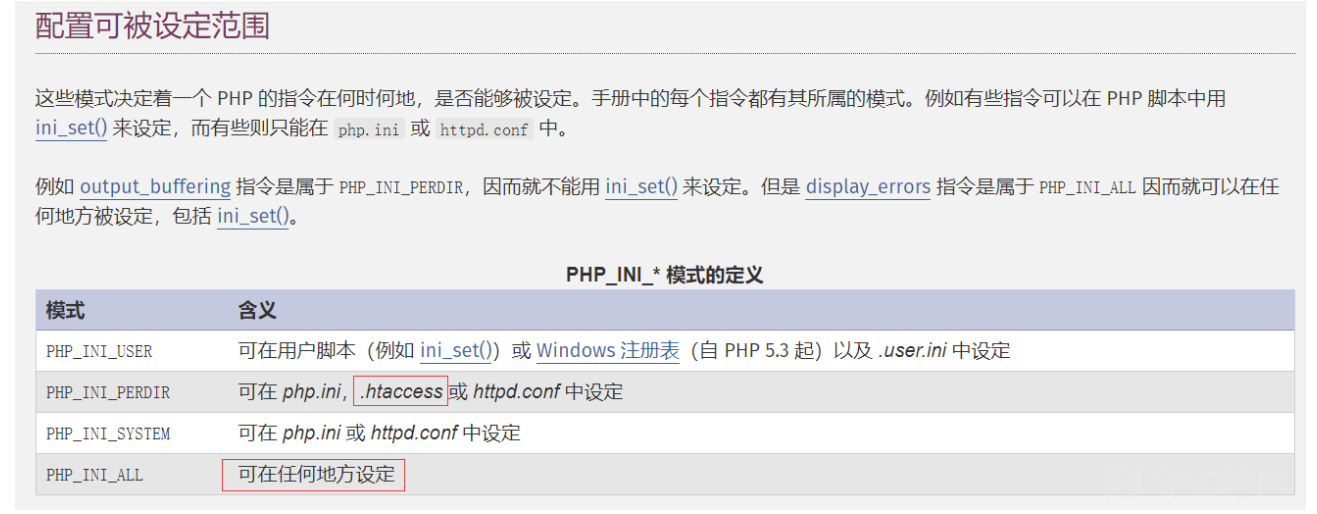 配置可被设定范围
这些模式决定着一个 PHP 的指令在何时何地，是否能够被设定。手册中的每个指令都有其所属的模式。例如有些指令可以在 PHP 脚本中用
ini_set() 来设定，而有些则只能在 php.ini 或 httpd.conf 中。
例如 output_buffering 指令是属于 PHP_INI_PERDIR，因而就不能用 ini_set() 来设定。但是 display_errors 指令是属于 PHP_INI_ALL 因而就可以在任
何地方被设定，包括 ini_set()。
PHP_INI_* 模式的定义
模式 含义
PHP_INI_USER 可在用户脚本（例如 ini_set()）或 Windows 注册表（自 PHP 5.3 起）以及 .user.ini 中设定
PHP_INI_PERDIR 可在 php.ini，.htaccess 或 httpd.conf 中设定
PHP_INI_SYSTEM 可在 php.ini 或 httpd.conf 中设定
PHP_INI_ALL 可在任何地方设定